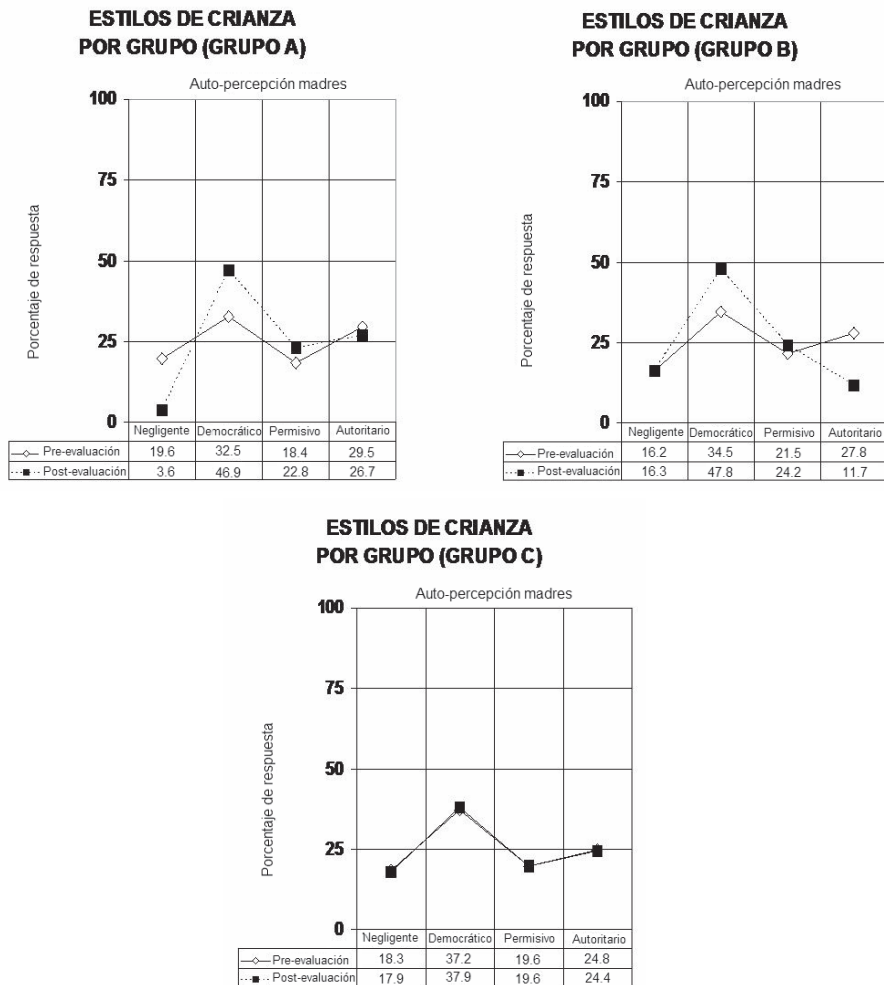 ESTILOS DE CRIANZA
POR GRUPO (GRUPO A)
Auto-percepción madres
Porcentaje de respuesta
100
75
50
25
0
Negligente Democrático Permisivo Autoritario
Pre-evaluación 19.6 32.5 18.4 29.5
Post-evaluación 3.6 46.9 22.8 26.7
ESTILOS DE CRIANZA
POR GRUPO (GRUPO B)
Auto-percepción madres
Porcentaje de respuesta
100
75
50
25
0
Negligente Democrático Permisivo Autoritario
Pre-evaluación 16.2 34.5 21.5 27.8
Post-evaluación 16.3 47.8 24.2 11.7
ESTILOS DE CRIANZA
POR GRUPO (GRUPO C)
Auto-percepción madres
Porcentaje de respuesta
100
75
50
25
0
Negligente Democrático Permisivo Autoritario
Pre-evaluación 18.3 37.2 19.6 24.8
Post-evaluación 17.9 37.9 19.6 24.4